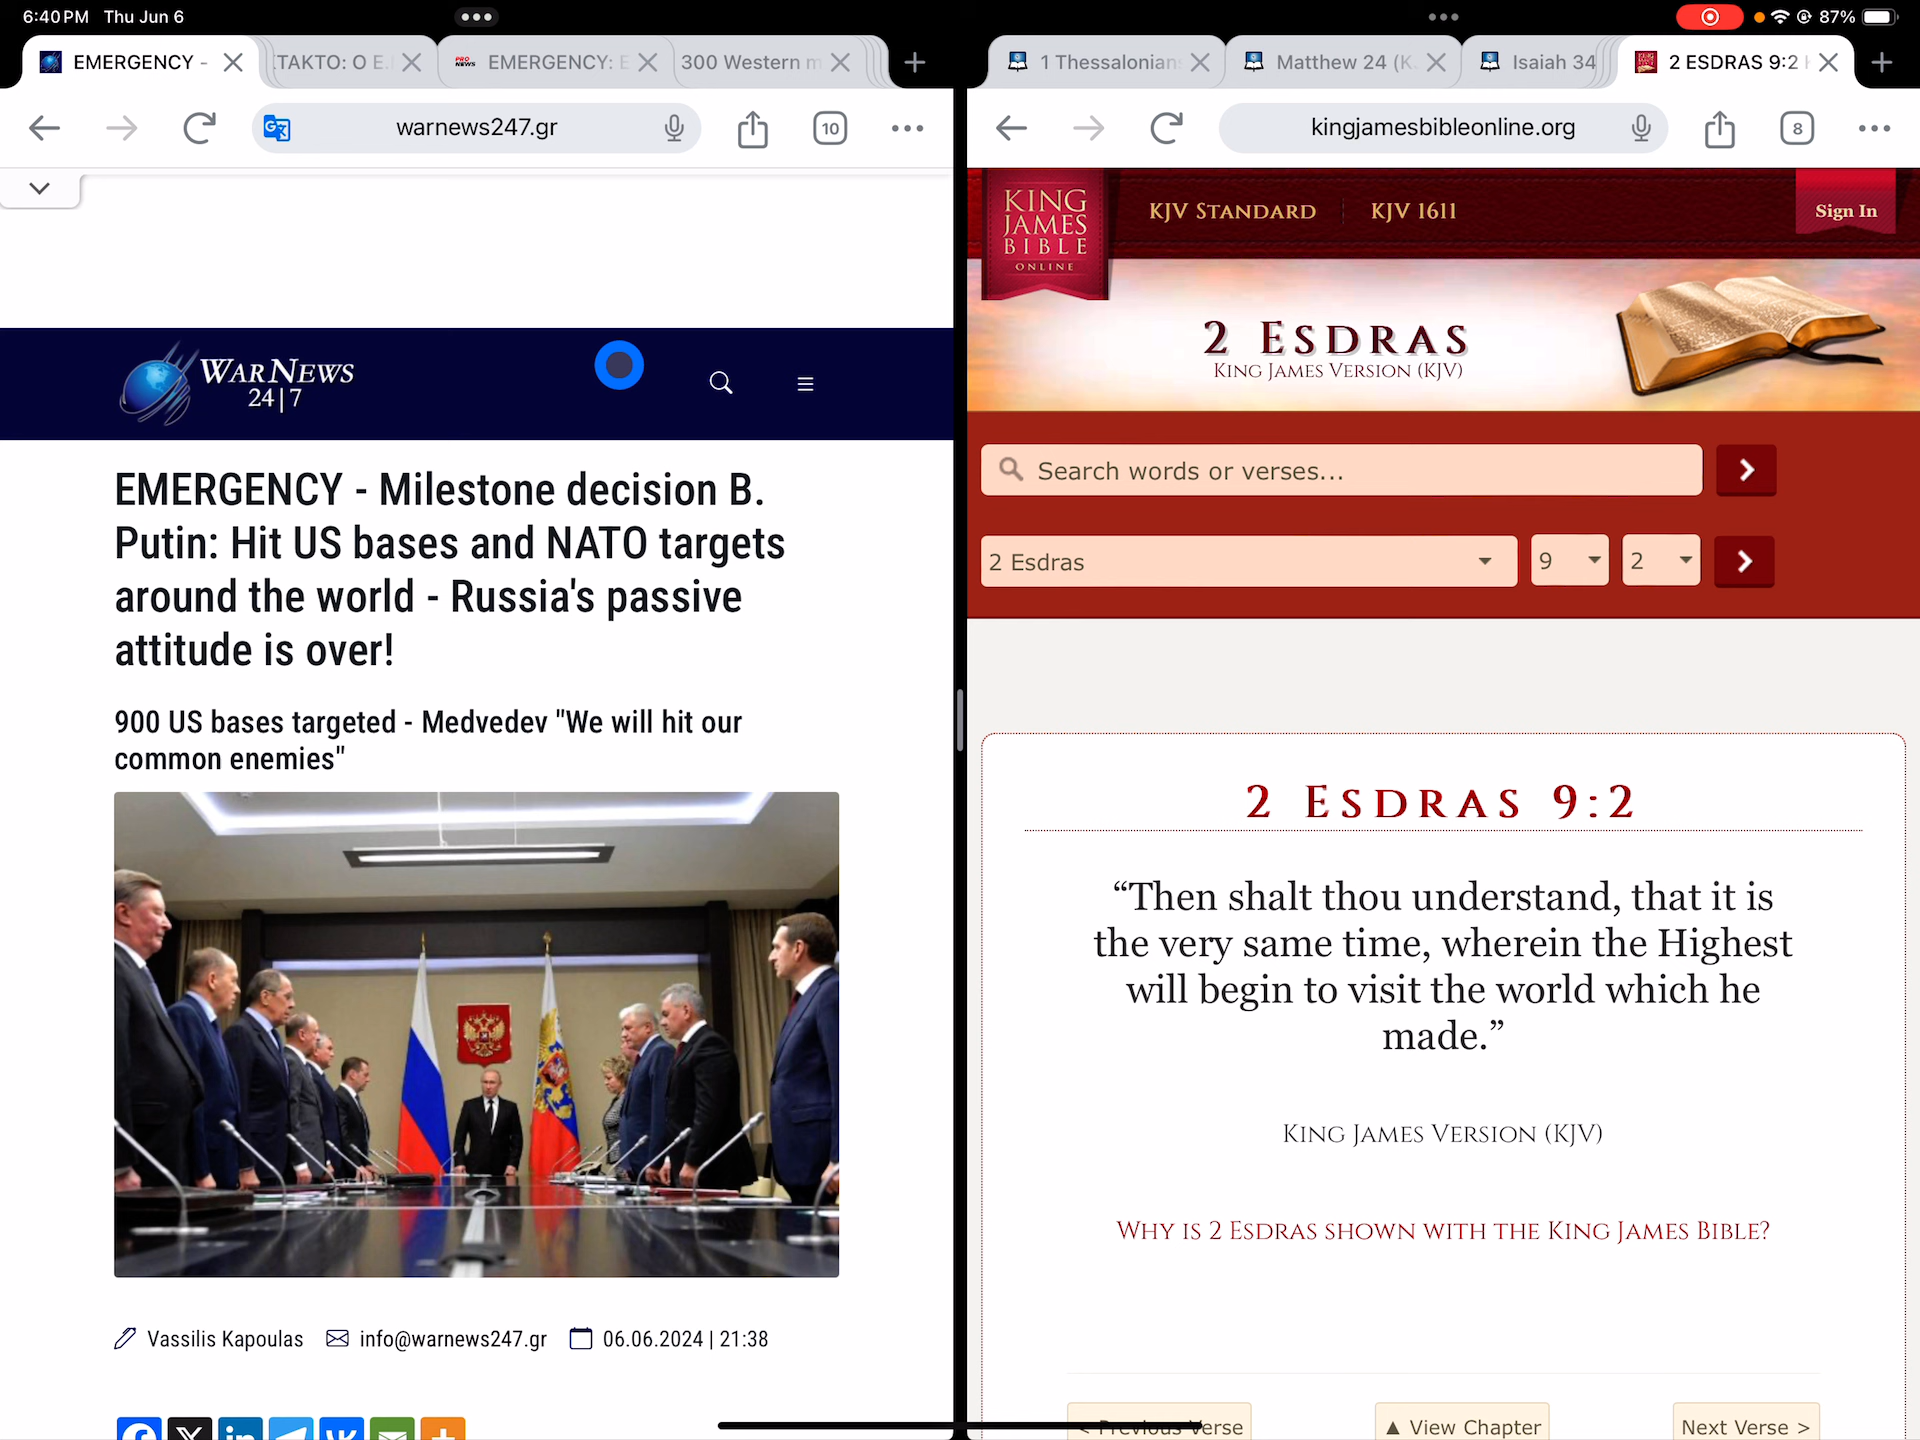 6:40 PM Thu Jun 6
87%
EMERGENCY -
TAKTO: O E.
PRO NEWS EMERGENCY: E
300 Western m
warnews247.gr
10
WARNEWS
24|7
EMERGENCY - Milestone decision B.
Putin: Hit US bases and NATO targets
around the world - Russia's passive
attitude is over!
900 US bases targeted - Medvedev "We will hit our
common enemies"
Vassilis Kapoulas info@warnews247.gr 06.06.2024 | 21:38
1 Thessalonian
Matthew 24 (K
Isaiah 34
2 ESDRAS 9:2
kingjamesbibleonline.org
8
KING
JAMES
BIBLE
ONLINE
KJV STANDARD
KJV 1611
Sign In
2 ESDRAS
KING JAMES VERSION (KJV)
Search words or verses...
2 Esdras 9 2
2 ESDRAS 9:2
“Then shalt thou understand, that it is
the very same time, wherein the Highest
will begin to visit the world which he
made.”
KING JAMES VERSION (KJV)
WHY IS 2 ESDRAS SHOWN WITH THE KING JAMES BIBLE?
< Previous Verse
▲ View Chapter
Next Verse >